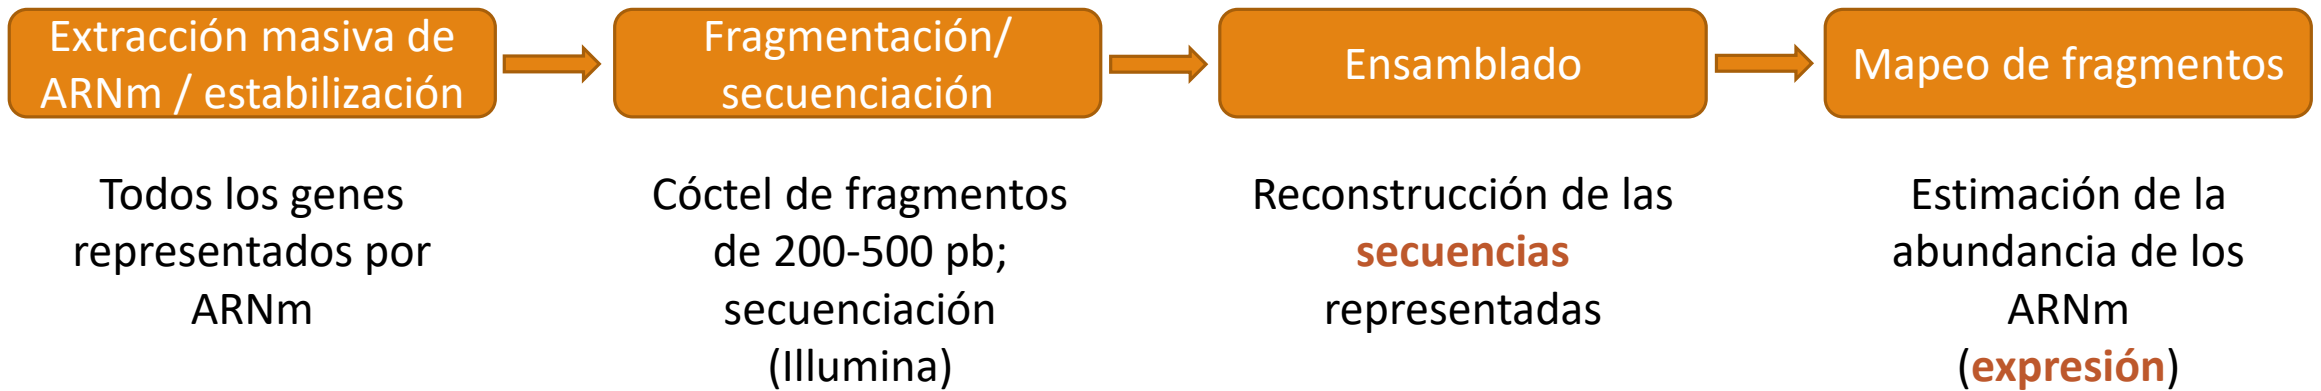 Extracción masiva de
ARNm / estabilización
Fragmentación/
secuenciación
Ensamblado
Mapeo de fragmentos
Todos los genes
representados por
ARNm
Cóctel de fragmentos
de 200-500 pb;
secuenciación
(Illumina)
Reconstrucción de las
secuencias
representadas
Estimación de la
abundancia de los
ARNm
(expresión)